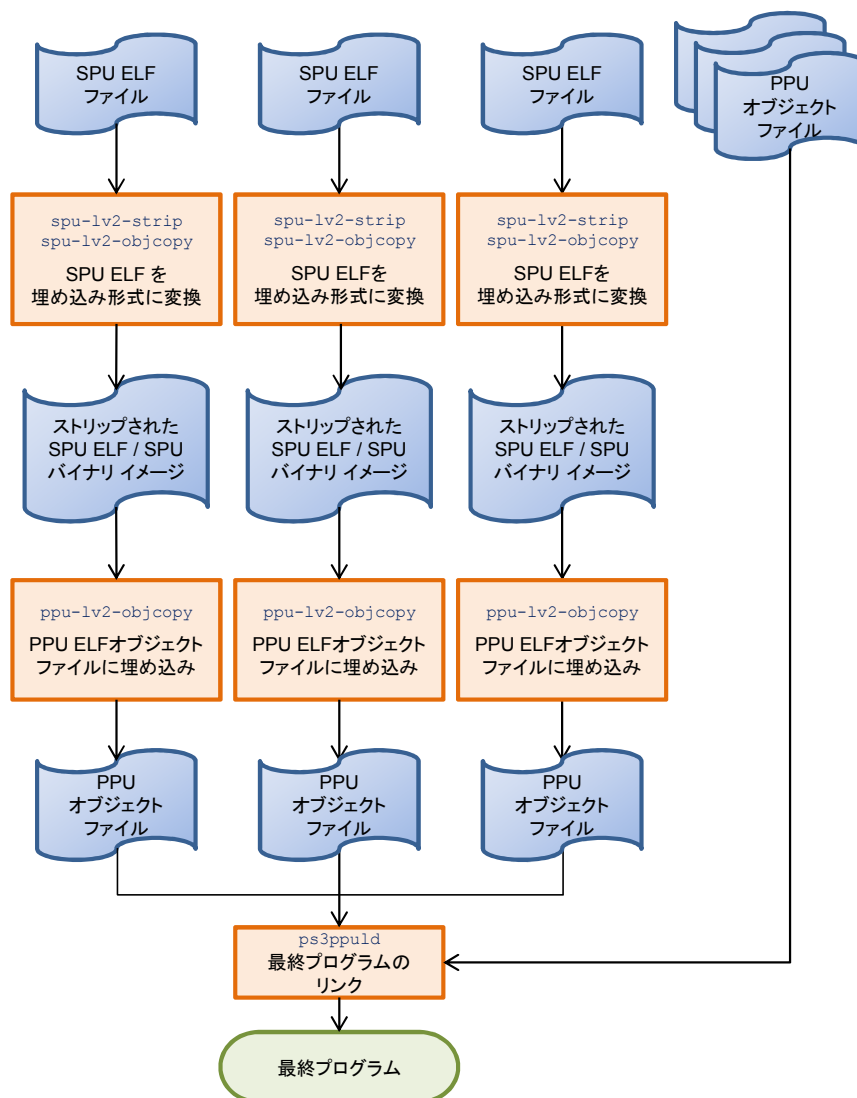 SPU ELF
ファイル
SPU ELF
ファイル
SPU ELF
ファイル
PPU
オブジェクト
ファイル
spu-lv2-strip
spu-lv2-objcopy
SPU ELF を
埋め込み形式に変換
spu-lv2-strip
spu-lv2-objcopy
SPU ELFを
埋め込み形式に変換
spu-lv2-strip
spu-lv2-objcopy
SPU ELFを
埋め込み形式に変換
ストリップされた
SPU ELF / SPU
バイナリ イメージ
ストリップされた
SPU ELF / SPU
バイナリ イメージ
ストリップされた
SPU ELF / SPU
バイナリ イメージ
ppu-lv2-objcopy
PPU ELFオブジェクト
ファイルに埋め込み
ppu-lv2-objcopy
PPU ELFオブジェクト
ファイルに埋め込み
ppu-lv2-objcopy
PPU ELFオブジェクト
ファイルに埋め込み
PPU
オブジェクト
ファイル
PPU
オブジェクト
ファイル
PPU
オブジェクト
ファイル
ps3ppuld
最終プログラムの
リンク
最終プログラム